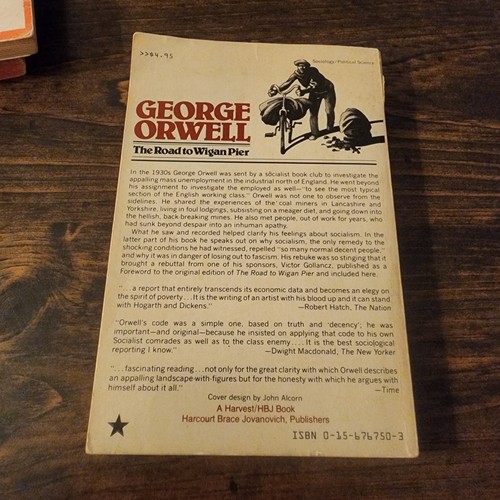 >>$4.95
Sociology-Political Science
GEORGE
ORWELL
The Road to Wigan Pier
In the 1930s George Orwell was sent by a socialist book club to investigate the
appalling mass unemployment in the industrial north of England. He went beyond
his assignment to investigate the employed as well—"to see the most typical
section of the English working class." Orwell was not one to observe from the
sidelines. He shared the experiences of the coal miners in Lancashire and
Yorkshire, living in foul lodgings, subsisting on a meager diet, and going down into
the hellish, back-breaking mines. He also met people, out of work for years, who
had sunk beyond despair into an inhuman apathy.
What he saw and recorded helped clarify his feelings about socialism. In the
latter part of his book he speaks out on why socialism, the only remedy to the
shocking conditions he had witnessed, repelled "so many normal decent people,"
and why it was in danger of losing out to fascism. His rebuke was so stinging that it
brought a rebuttal from one of his sponsors, Victor Gollancz, published as a
Foreword to the original edition of The Road to Wigan Pier and included here.
"...a report that entirely transcends its economic data and becomes an elegy on
the spirit of poverty....It is the writing of an artist with his blood up and it can stand
with Hogarth and Dickens." —Robert Hatch, The Nation
"Orwell's code was a simple one, based on truth and 'decency'; he was
important—and original—because he insisted on applying that code to his own
Socialist comrades as well as to the class enemy....It is the best sociological
reporting I know." —Dwight Macdonald, The New Yorker
"...fascinating reading...not only for the great clarity with which Orwell describes
an appalling landscape with figures but for the honesty with which he argues with
himself about it all." —Time
Cover design by John Alcorn
A Harvest/HBJ Book
Harcourt Brace Jovanovich, Publishers
ISBN 0-15-676750-3